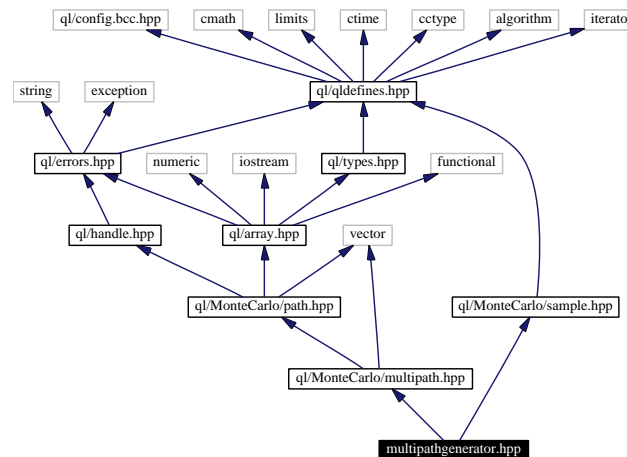 ql/config.bcc.hpp cmath limits ctime cctype algorithm iterator
string exception ql/qldefines.hpp
ql/errors.hpp numeric iostream ql/types.hpp functional
ql/handle.hpp ql/array.hpp vector
ql/MonteCarlo/path.hpp ql/MonteCarlo/sample.hpp
ql/MonteCarlo/multipath.hpp
multipathgenerator.hpp